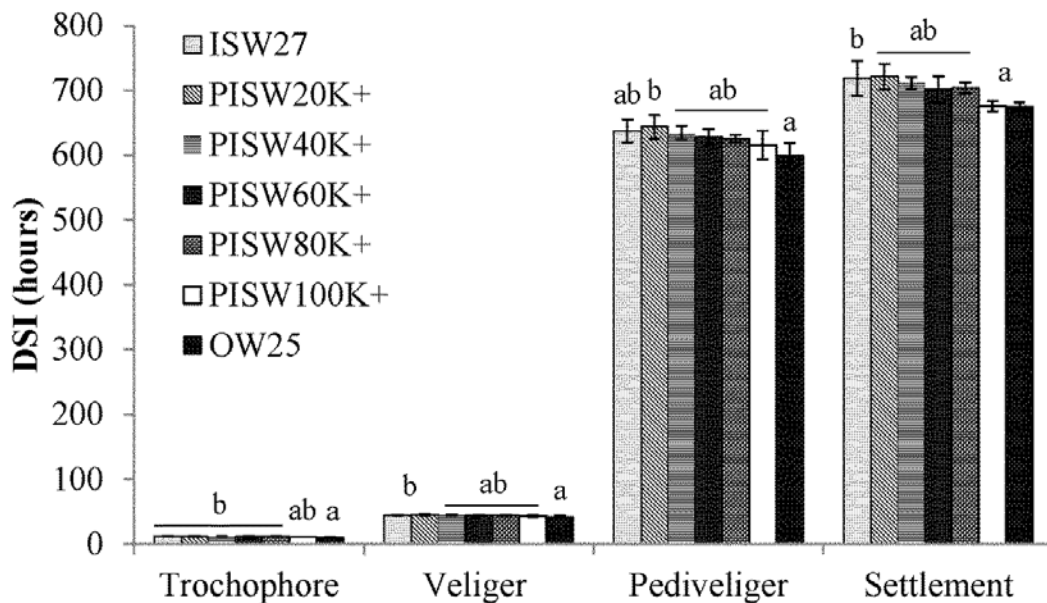 DSI (hours)
800
700
600
500
400
300
200
100
0
ISW27
PISW20K+
PISW40K+
PISW60K+
PISW80K+
PISW100K+
OW25
b ab a
b ab a
ab b ab a
b ab a
Trochophore Veliger Pediveliger Settlement